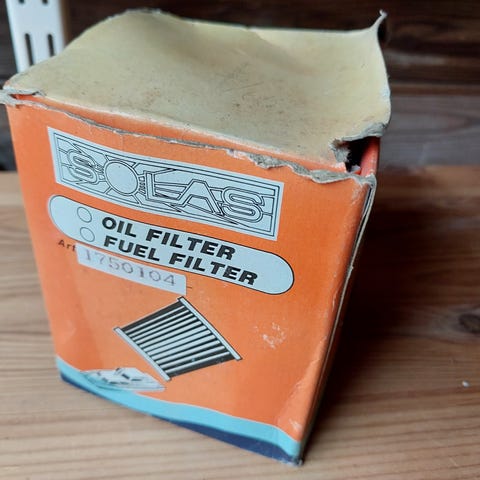 SOLAS
OIL FILTER
FUEL FILTER
Art 1750104